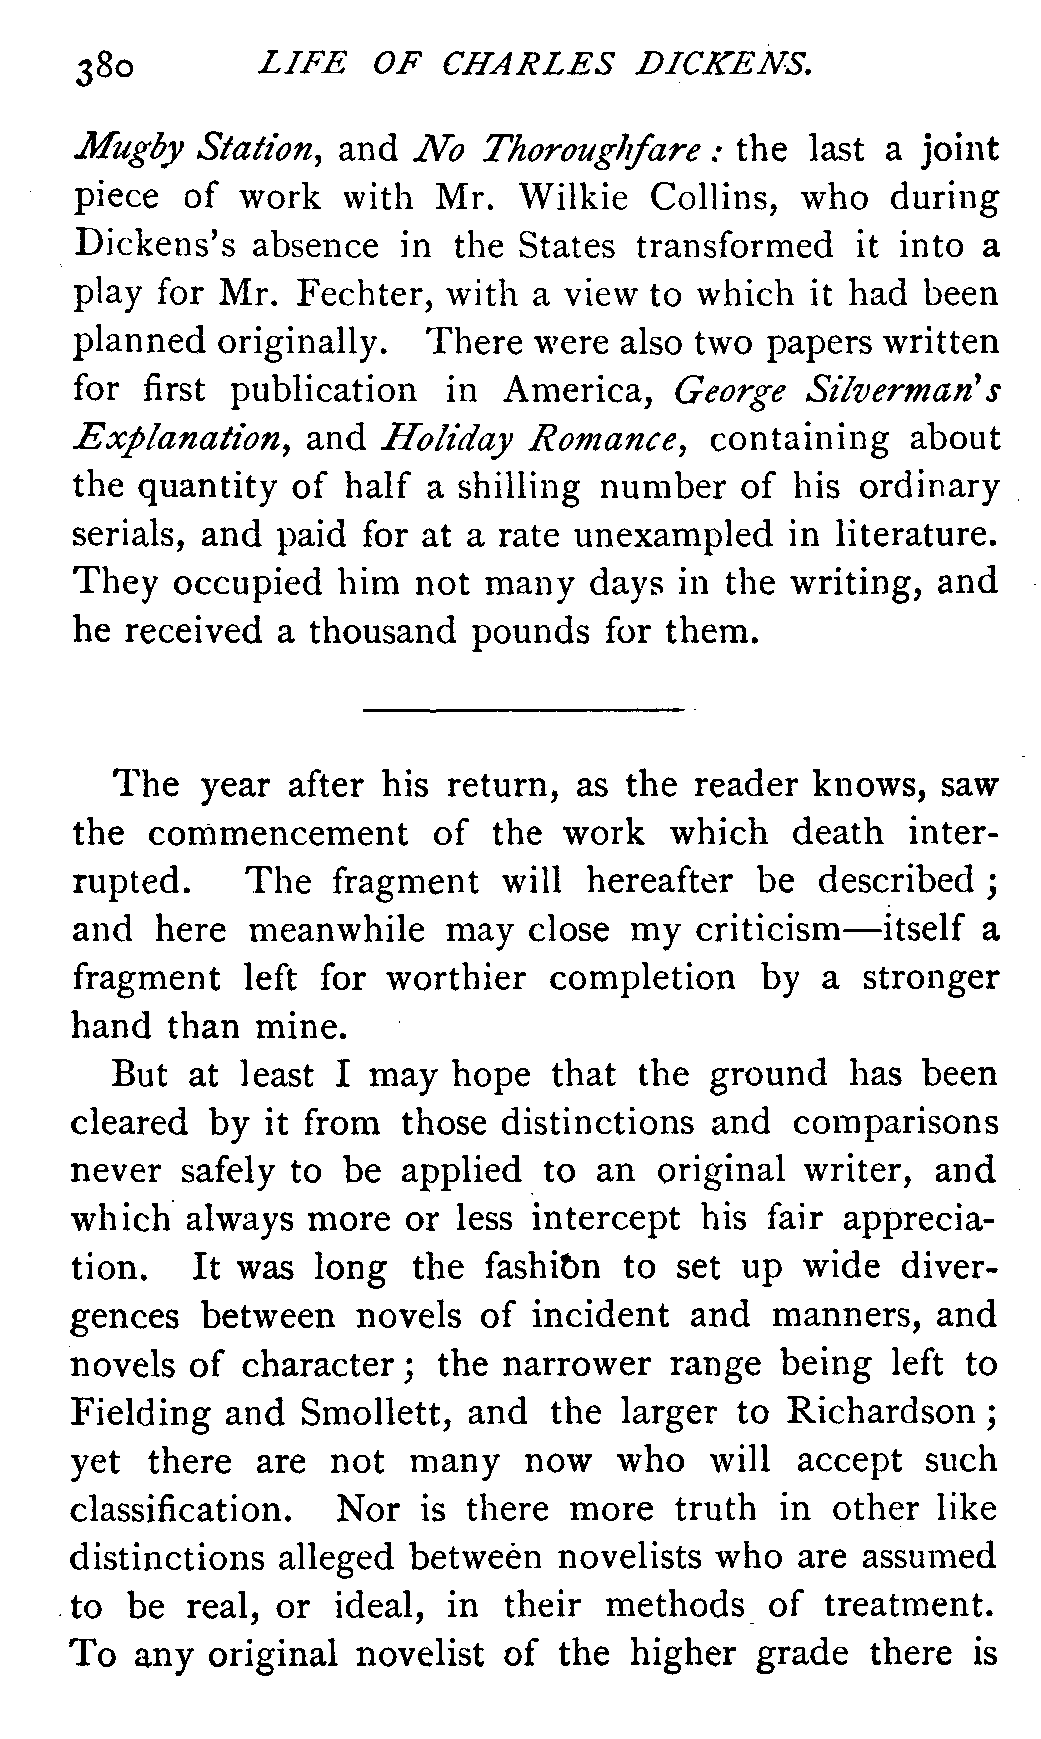 380 LIFE OF CHARLES DICKENS.
Mugby Station, and No Thoroughfare: the last a joint
piece of work with Mr. Wilkie Collins, who during
Dickens's absence in the States transformed it into a
play for Mr. Fechter, with a view to which it had been
planned originally. There were also two papers written
for first publication in America, George Silverman's
Explanation, and Holiday Romance, containing about
the quantity of half a shilling number of his ordinary
serials, and paid for at a rate unexampled in literature.
They occupied him not many days in the writing, and
he received a thousand pounds for them.
The year after his return, as the reader knows, saw
the commencement of the work which death inter-
rupted. The fragment will hereafter be described;
and here meanwhile may close my criticism—itself a
fragment left for worthier completion by a stronger
hand than mine.
But at least I may hope that the ground has been
cleared by it from those distinctions and comparisons
never safely to be applied to an original writer, and
which always more or less intercept his fair apprecia-
tion. It was long the fashion to set up wide diver-
gences between novels of incident and manners, and
novels of character; the narrower range being left to
Fielding and Smollett, and the larger to Richardson;
yet there are not many now who will accept such
classification. Nor is there more truth in other like
distinctions alleged between novelists who are assumed
to be real, or ideal, in their methods of treatment.
To any original novelist of the higher grade there is